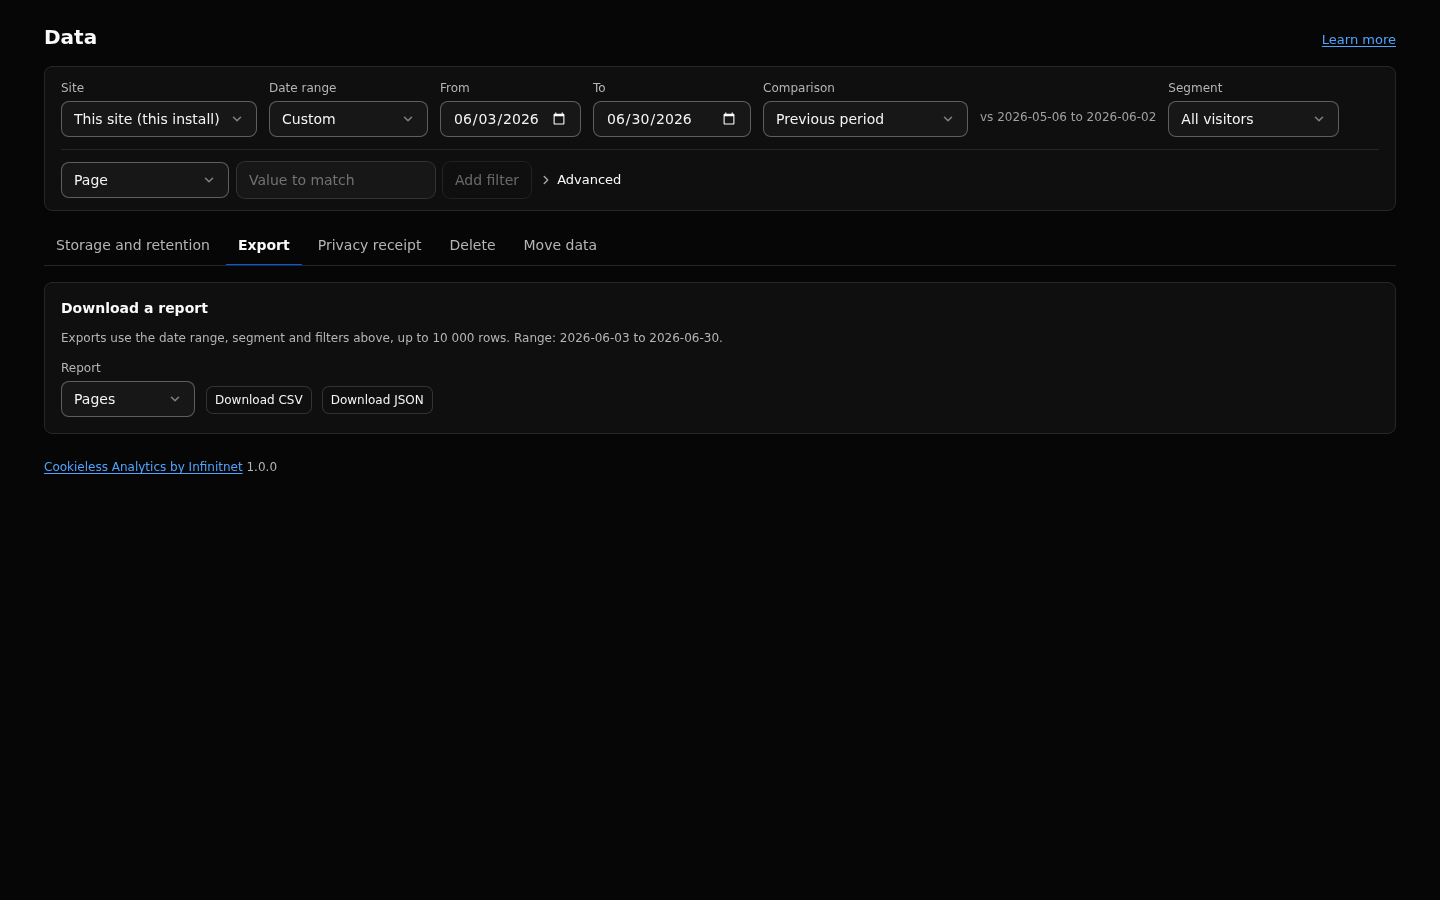 Data
Learn more
Site
Date range
From
To
Comparison
Segment
This site (this install)
Custom
06/03/2026
06/30/2026
Previous period
vs 2026-05-06 to 2026-06-02
All visitors
Page
Value to match
Add filter
Advanced
Storage and retention
Export
Privacy receipt
Delete
Move data
Download a report
Exports use the date range, segment and filters above, up to 10 000 rows. Range: 2026-06-03 to 2026-06-30.
Report
Pages
Download CSV
Download JSON
Cookieless Analytics by Infinitnet 1.0.0